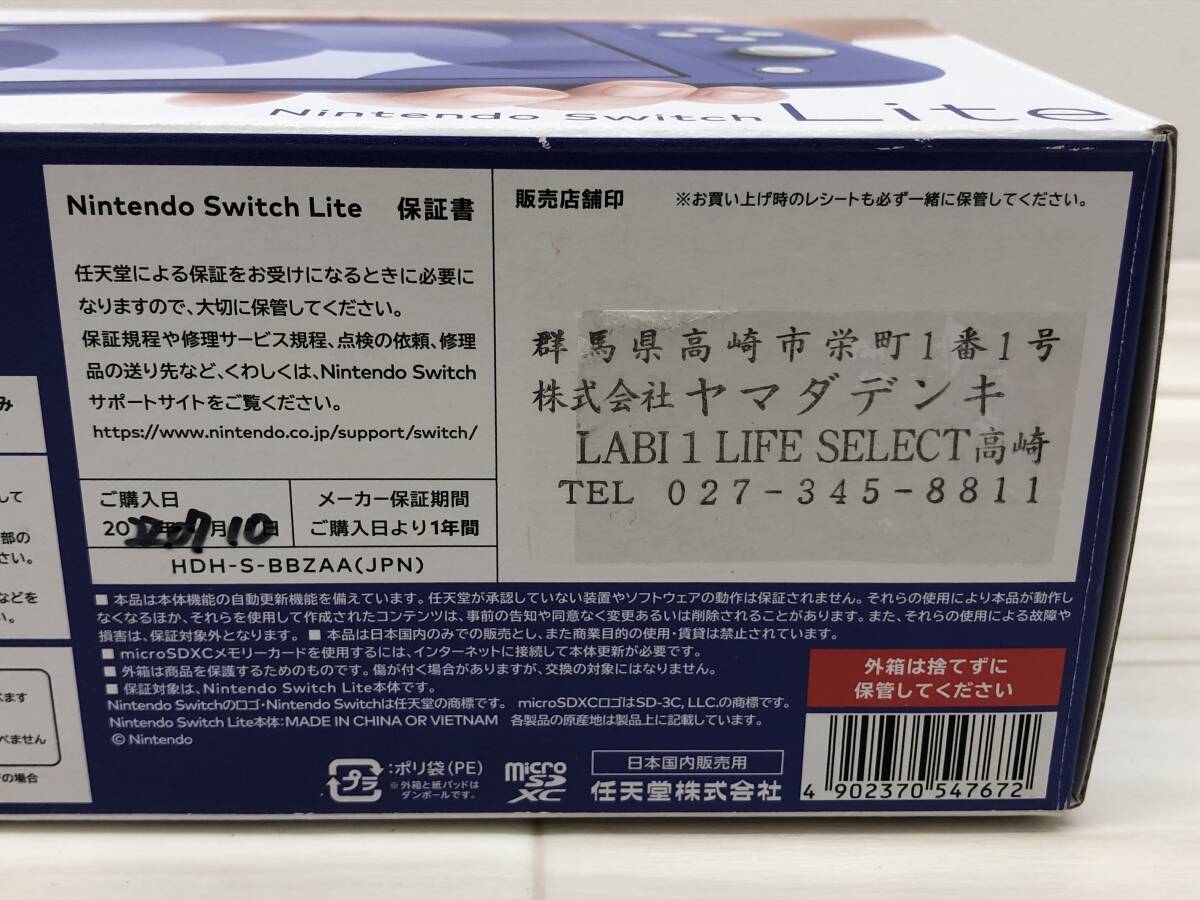 Nintendo Switch Lite
Nintendo Switch Lite 保証書
任天堂による保証をお受けになるときに必要に
なりますので、大切に保管してください。
保証規程や修理サービス規程、点検の依頼、修理
品の送り先など、くわしくは、Nintendo Switch
サポートサイトをご覧ください。
https://www.nintendo.co.jp/support/switch/
ご購入日
20 年 月 10 日
メーカー保証期間
ご購入日より1年間
HDH-S-BBZAA(JPN)
販売店舗印 ※お買い上げ時のレシートも必ず一緒に保管してください。
群馬県高崎市栄町1番1号
株式会社ヤマダデンキ
LABI 1 LIFE SELECT高崎
TEL 027-345-8811
み
して
部の
さい。
などを
い。
べます
べません
の場合
■ 本品は本体機能の自動更新機能を備えています。任天堂が承認していない装置やソフトウェアの動作は保証されません。それらの使用により本品が動作し
なくなるほか、それらを使用して作成されたコンテンツは、事前の告知や同意なく変更あるいは削除されることがあります。また、それらの使用による故障や
損害は、保証対象外となります。 ■ 本品は日本国内のみでの販売とし、また商業目的の使用・賃貸は禁止されています。
■ microSDXCメモリーカードを使用するには、インターネットに接続して本体更新が必要です。
■ 外箱は商品を保護するためのものです。傷が付く場合がありますが、交換の対象にはなりません。
■ 保証対象は、Nintendo Switch Lite本体です。
Nintendo Switchのロゴ・Nintendo Switchは任天堂の商標です。 microSDXCロゴはSD-3C, LLC.の商標です。
Nintendo Switch Lite本体：MADE IN CHINA OR VIETNAM 各製品の原産地は製品上に記載しています。
© Nintendo
外箱は捨てずに
保管してください
プラ
:ポリ袋(PE)
※外箱と紙パッドは
ダンボールです。
micro
SD
XC
日本国内販売用
任天堂株式会社
4 902370 547672